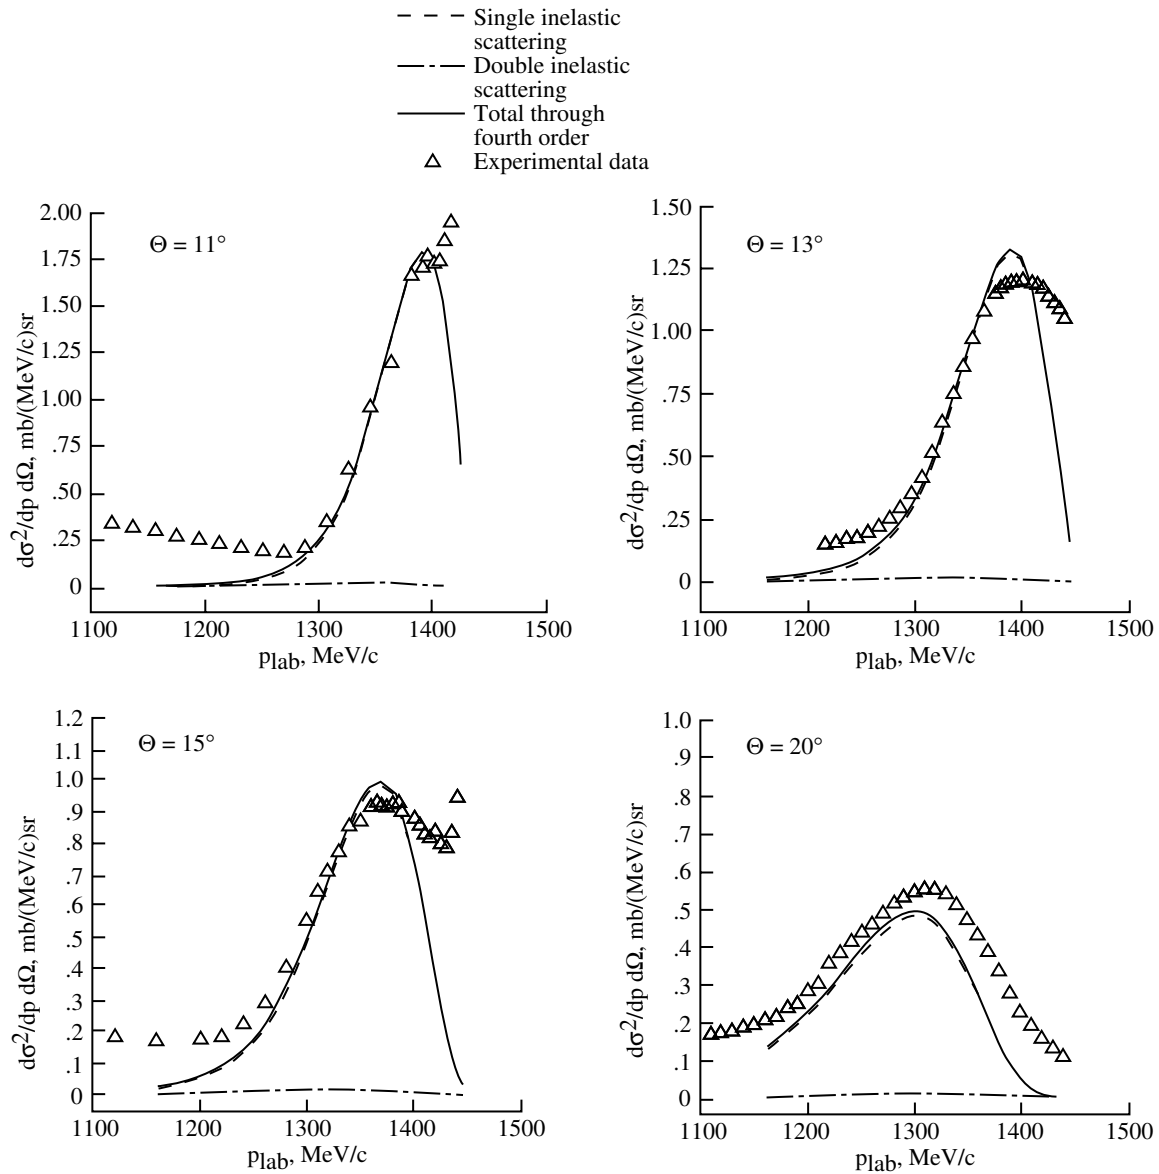 Single inelastic
scattering
Double inelastic
scattering
Total through
fourth order
Experimental data
Θ = 11°
2.00
1.75
1.50
1.25
1.00
.75
.50
.25
0
dσ²/dp dΩ, mb/(MeV/c)sr
1100 1200 1300 1400 1500
plab, MeV/c
Θ = 13°
1.50
1.25
1.00
.75
.50
.25
0
dσ²/dp dΩ, mb/(MeV/c)sr
1100 1200 1300 1400 1500
plab, MeV/c
Θ = 15°
1.2
1.1
1.0
.9
.8
.7
.6
.5
.4
.3
.2
.1
0
dσ²/dp dΩ, mb/(MeV/c)sr
1100 1200 1300 1400 1500
plab, MeV/c
Θ = 20°
1.0
.9
.8
.7
.6
.5
.4
.3
.2
.1
0
dσ²/dp dΩ, mb/(MeV/c)sr
1100 1200 1300 1400 1500
plab, MeV/c